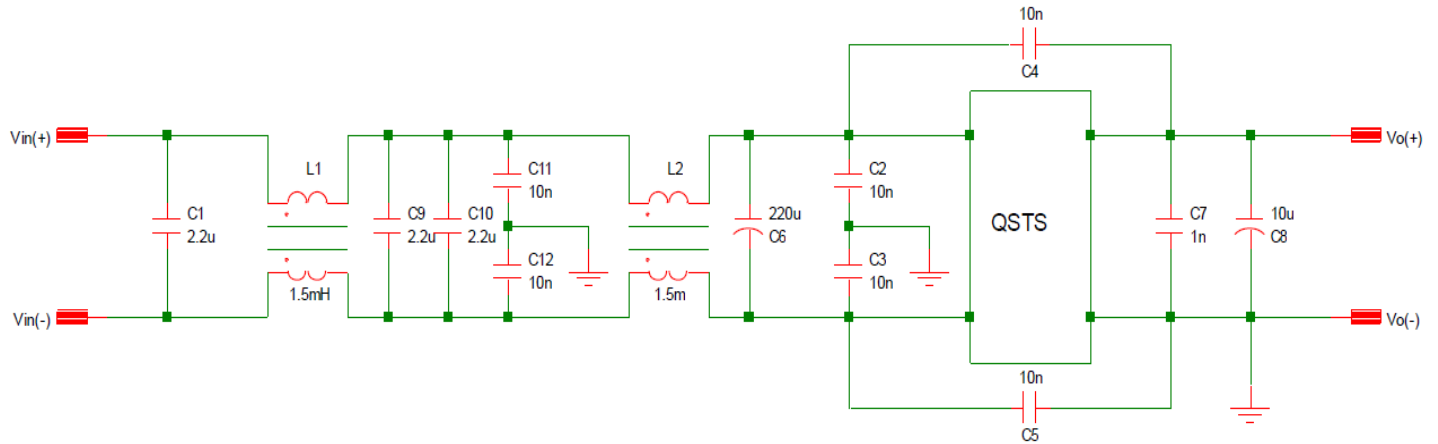 10n
C4
Vin(+)
Vo(+)
L1
L2
C11
10n
C2
10n
C1
2.2u
C9
2.2u
C10
2.2u
220u
C6
QSTS
C7
1n
10u
C8
C12
10n
C3
10n
1.5mH
1.5m
Vin(-)
Vo(-)
10n
C5